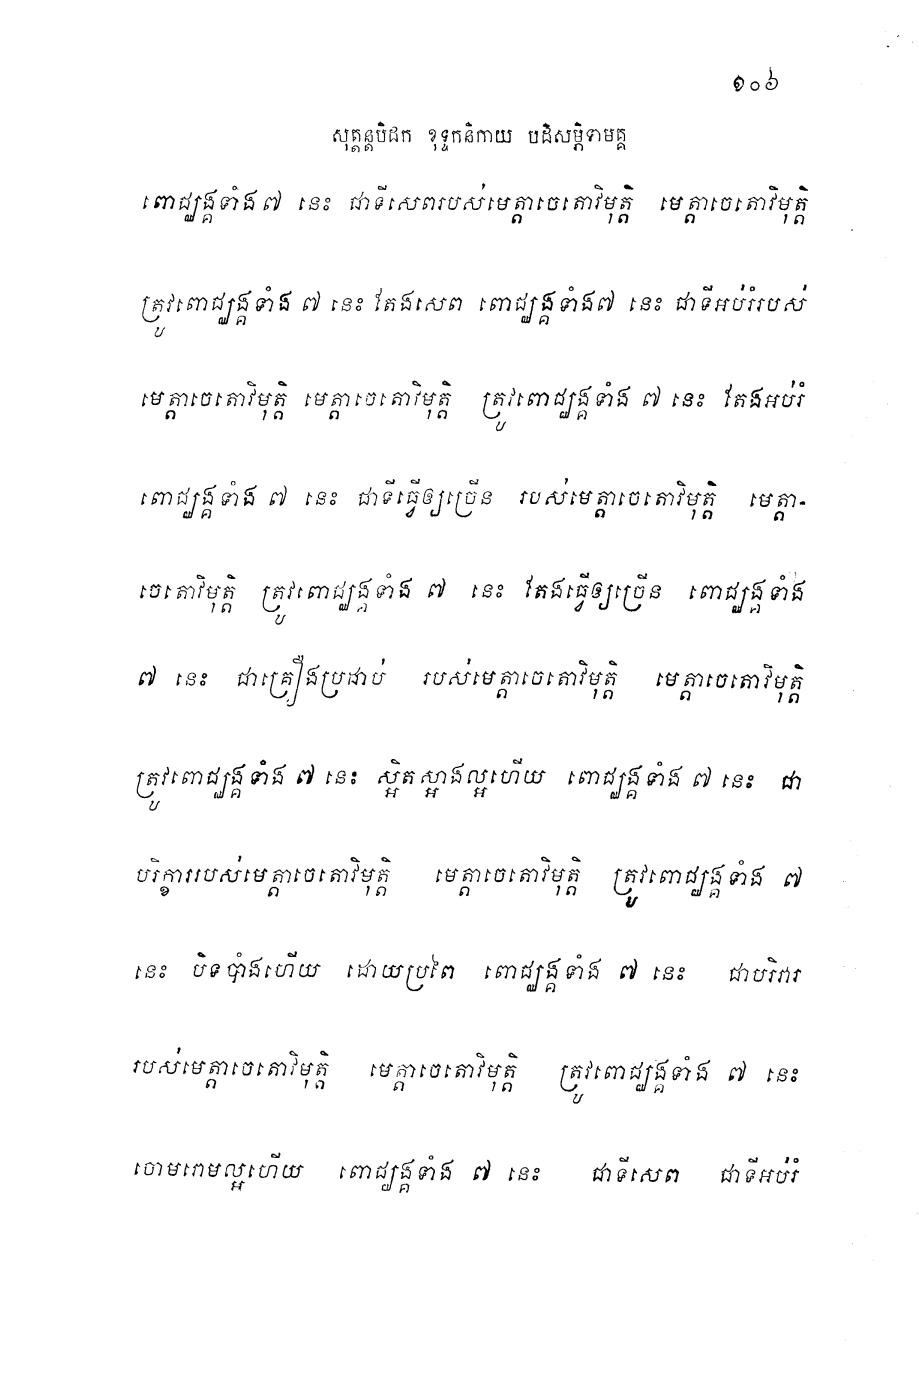 ១០៦
សុត្តន្តបិដក ខុទ្ទកនិកាយ បដិសម្ភិទាមគ្គ
ពោជ្ឈង្គទាំង៧ នេះ ជាទីសេពរបស់មេត្តាចេតោវិមុត្តិ មេត្តាចេតោវិមុត្តិ
ត្រូវពោជ្ឈង្គទាំង ៧ នេះ តែងសេព ពោជ្ឈង្គទាំង៧ នេះ ជាទីអប់រំរបស់
មេត្តាចេតោវិមុត្តិ មេត្តាចេតោវិមុត្តិ ត្រូវពោជ្ឈង្គទាំង ៧ នេះ តែងអប់រំ
ពោជ្ឈង្គទាំង ៧ នេះ ជាទីធ្វើឲ្យច្រើន របស់មេត្តាចេតោវិមុត្តិ មេត្តា-
ចេតោវិមុត្តិ ត្រូវពោជ្ឈង្គទាំង ៧ នេះ តែងធ្វើឲ្យច្រើន ពោជ្ឈង្គទាំង
៧ នេះ ជាគ្រឿងប្រដាប់ របស់មេត្តាចេតោវិមុត្តិ មេត្តាចេតោវិមុត្តិ
ត្រូវពោជ្ឈង្គទាំង ៧ នេះ ស្អិតស្អាងល្អហើយ ពោជ្ឈង្គទាំង ៧ នេះ ជា
បរិក្ខាររបស់មេត្តាចេតោវិមុត្តិ មេត្តាចេតោវិមុត្តិ ត្រូវពោជ្ឈង្គទាំង ៧
នេះ បិទបាំងហើយ ដោយប្រពៃ ពោជ្ឈង្គទាំង ៧ នេះ ជាបរិវារ
របស់មេត្តាចេតោវិមុត្តិ មេត្តាចេតោវិមុត្តិ ត្រូវពោជ្ឈង្គទាំង ៧ នេះ
ចោមរោមល្អហើយ ពោជ្ឈង្គទាំង ៧ នេះ ជាទីសេព ជាទីអប់រំ